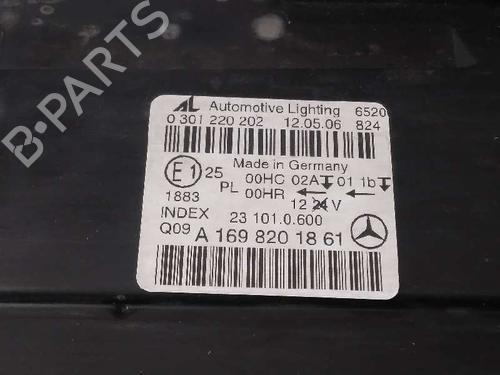 B-PARTS
AL Automotive Lighting 6520
0 301 220 202 12.05.06 824
Made in Germany
E1 25 00HC 02A 01 1b
PL 00HR
1883 12 24 V
INDEX 23 101.0.600
Q09 A 169 820 18 61